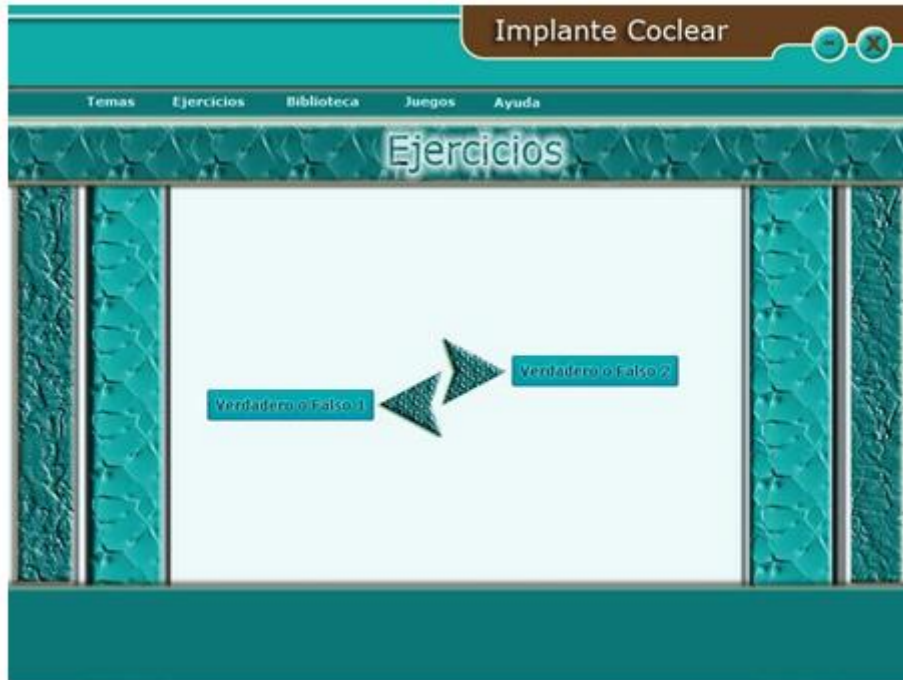 Implante Coclear
- X
Temas Ejercicios Biblioteca Juegos Ayuda
Ejercicios
Verdadero o Falso 2
Verdadero o Falso 1